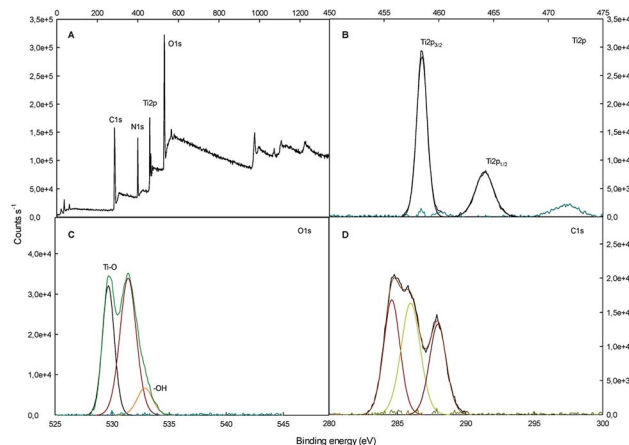 0 200 400 600 800 1000 1200
450 455 460 465 470 475
3,5e+5
3,0e+5
2,5e+5
2,0e+5
1,5e+5
1,0e+5
5,0e+4
0,0
A
O1s
C1s
N1s
Ti2p
B
Ti2p
Ti2p3/2
Ti2p1/2
3,5e+4
3,0e+4
2,5e+4
2,0e+4
1,5e+4
1,0e+4
5,0e+3
0,0
Counts s-1
C
O1s
Ti-O
-OH
4,0e+4
3,0e+4
2,0e+4
1,0e+4
0,0
D
C1s
2,5e+4
2,0e+4
1,5e+4
1,0e+4
5,0e+3
0,0
525 530 535 540 545
280 285 290 295 300
Binding energy (eV)